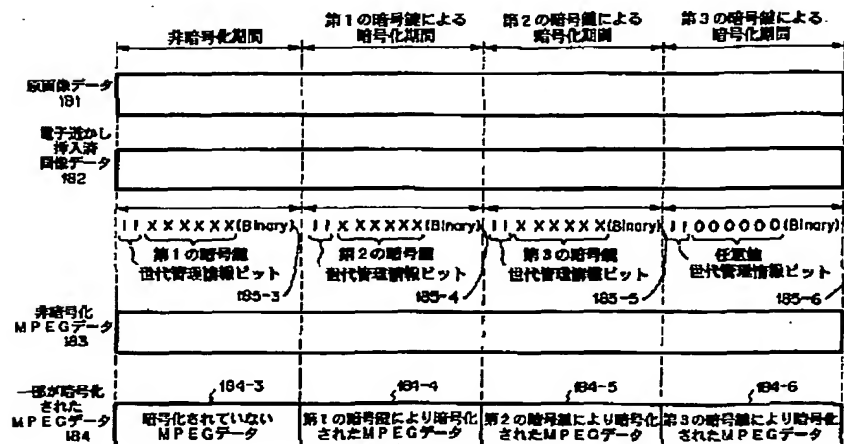 非暗号化期間
第1の暗号鍵による
暗号化期間
第2の暗号鍵による
暗号化期間
第3の暗号鍵による
暗号化期間
原画像データ
181
電子透かし
挿入済
画像データ
182
11XXXXXX(Binary)
第1の暗号鍵
世代管理情報ビット
185-3
11XXXXXX(Binary)
第2の暗号鍵
世代管理情報ビット
185-4
11XXXXXX(Binary)
第3の暗号鍵
世代管理情報ビット
185-5
11000000(Binary)
任意値
世代管理情報ビット
185-6
非暗号化
MPEGデータ
183
一部が暗号化
された
MPEGデータ
184
184-3
暗号化されていない
MPEGデータ
184-4
第1の暗号鍵により暗号化
されたMPEGデータ
184-5
第2の暗号鍵により暗号化
されたMPEGデータ
184-6
第3の暗号鍵により暗号化
されたMPEGデータ